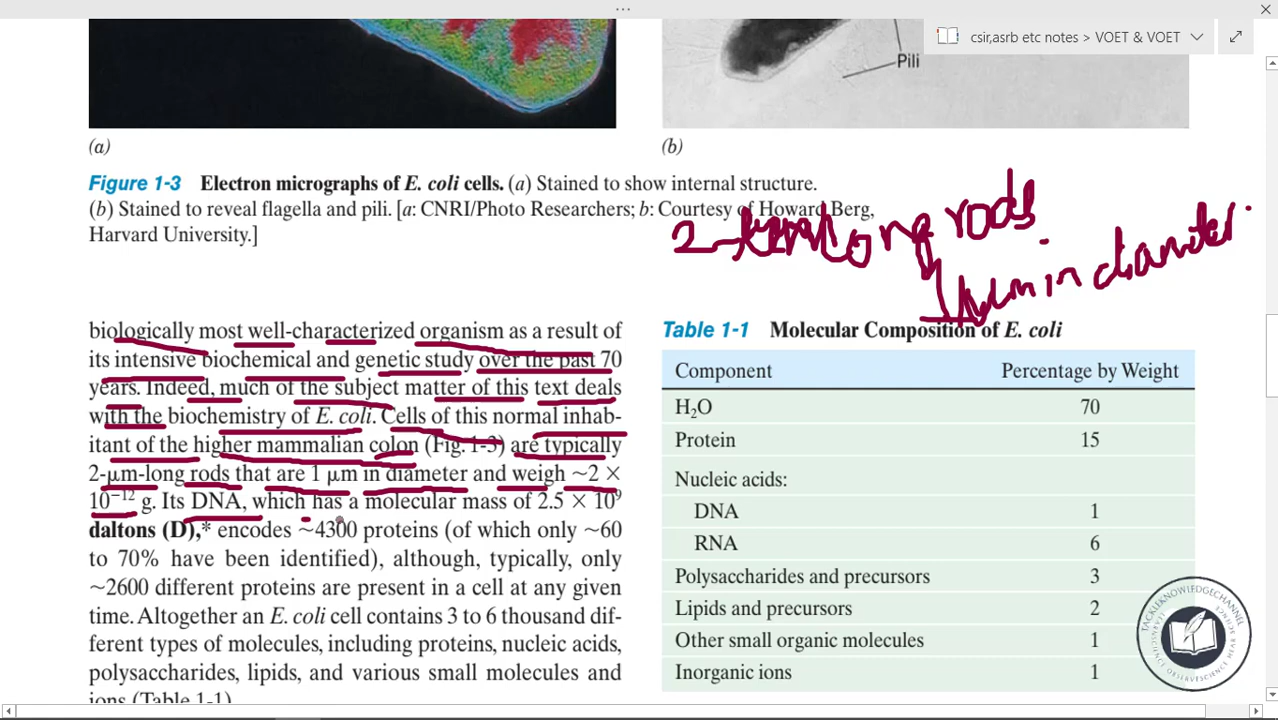 csir,asrb etc notes > VOET & VOET
Pili
(a)
(b)
Figure 1-3 Electron micrographs of E. coli cells. (a) Stained to show internal structure.
(b) Stained to reveal flagella and pili. [a: CNRI/Photo Researchers; b: Courtesy of Howard Berg,
Harvard University.]
2-μm long rods
1μm in diameter.
biologically most well-characterized organism as a result of
its intensive biochemical and genetic study over the past 70
years. Indeed, much of the subject matter of this text deals
with the biochemistry of E. coli. Cells of this normal inhab-
itant of the higher mammalian colon (Fig. 1-3) are typically
2-μm-long rods that are 1 μm in diameter and weigh ~2 ×
10⁻¹² g. Its DNA, which has a molecular mass of 2.5 × 10⁹
daltons (D),* encodes ~4300 proteins (of which only ~60
to 70% have been identified), although, typically, only
~2600 different proteins are present in a cell at any given
time. Altogether an E. coli cell contains 3 to 6 thousand dif-
ferent types of molecules, including proteins, nucleic acids,
polysaccharides, lipids, and various small molecules and
ions (Table 1-1)
Table 1-1 Molecular Composition of E. coli
Component Percentage by Weight
H₂O 70
Protein 15
Nucleic acids:
DNA 1
RNA 6
Polysaccharides and precursors 3
Lipids and precursors 2
Other small organic molecules 1
Inorganic ions 1
TACKLEKNOWLEDGECHANNEL